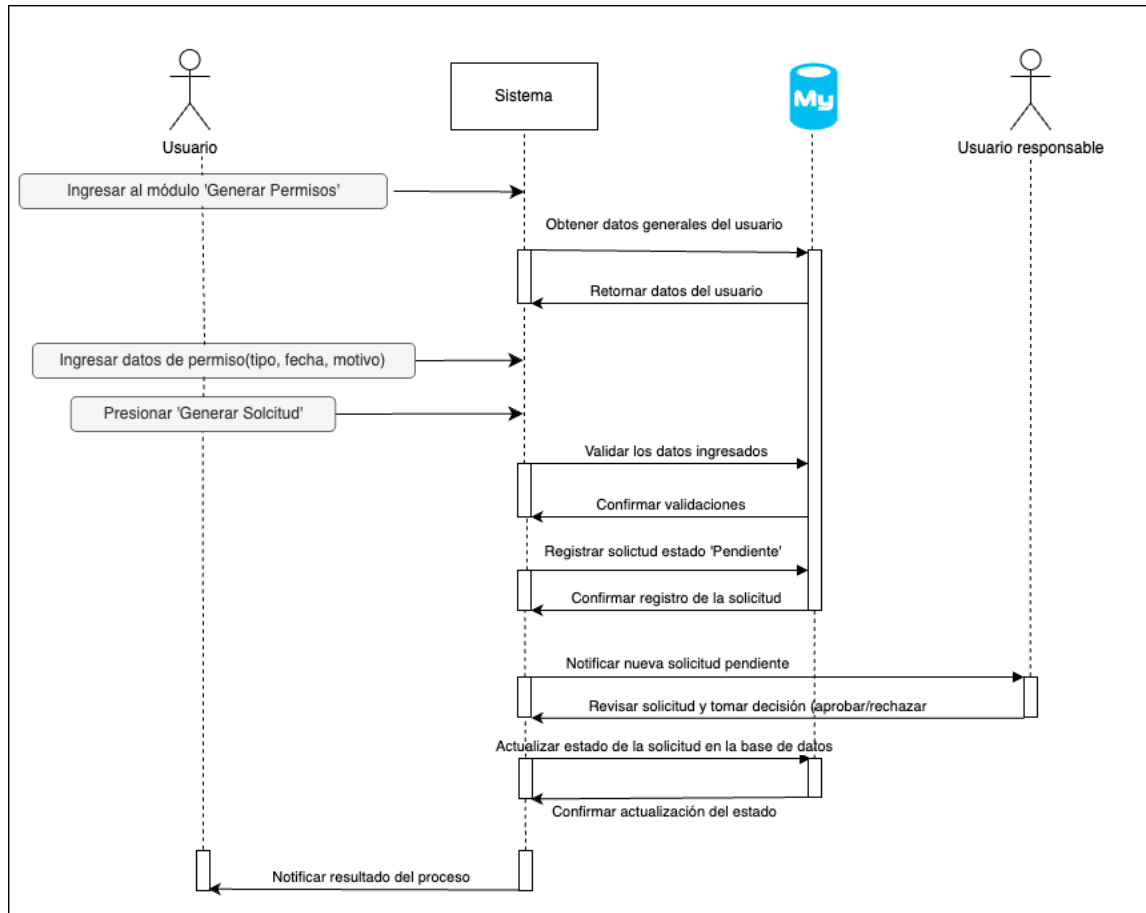 Usuario
Sistema
My
Usuario responsable
Ingresar al módulo 'Generar Permisos'
Obtener datos generales del usuario
Retornar datos del usuario
Ingresar datos de permiso(tipo, fecha, motivo)
Presionar 'Generar Solcitud'
Validar los datos ingresados
Confirmar validaciones
Registrar solictud estado 'Pendiente'
Confirmar registro de la solicitud
Notificar nueva solicitud pendiente
Revisar solicitud y tomar decisión (aprobar/rechazar
Actualizar estado de la solicitud en la base de datos
Confirmar actualización del estado
Notificar resultado del proceso